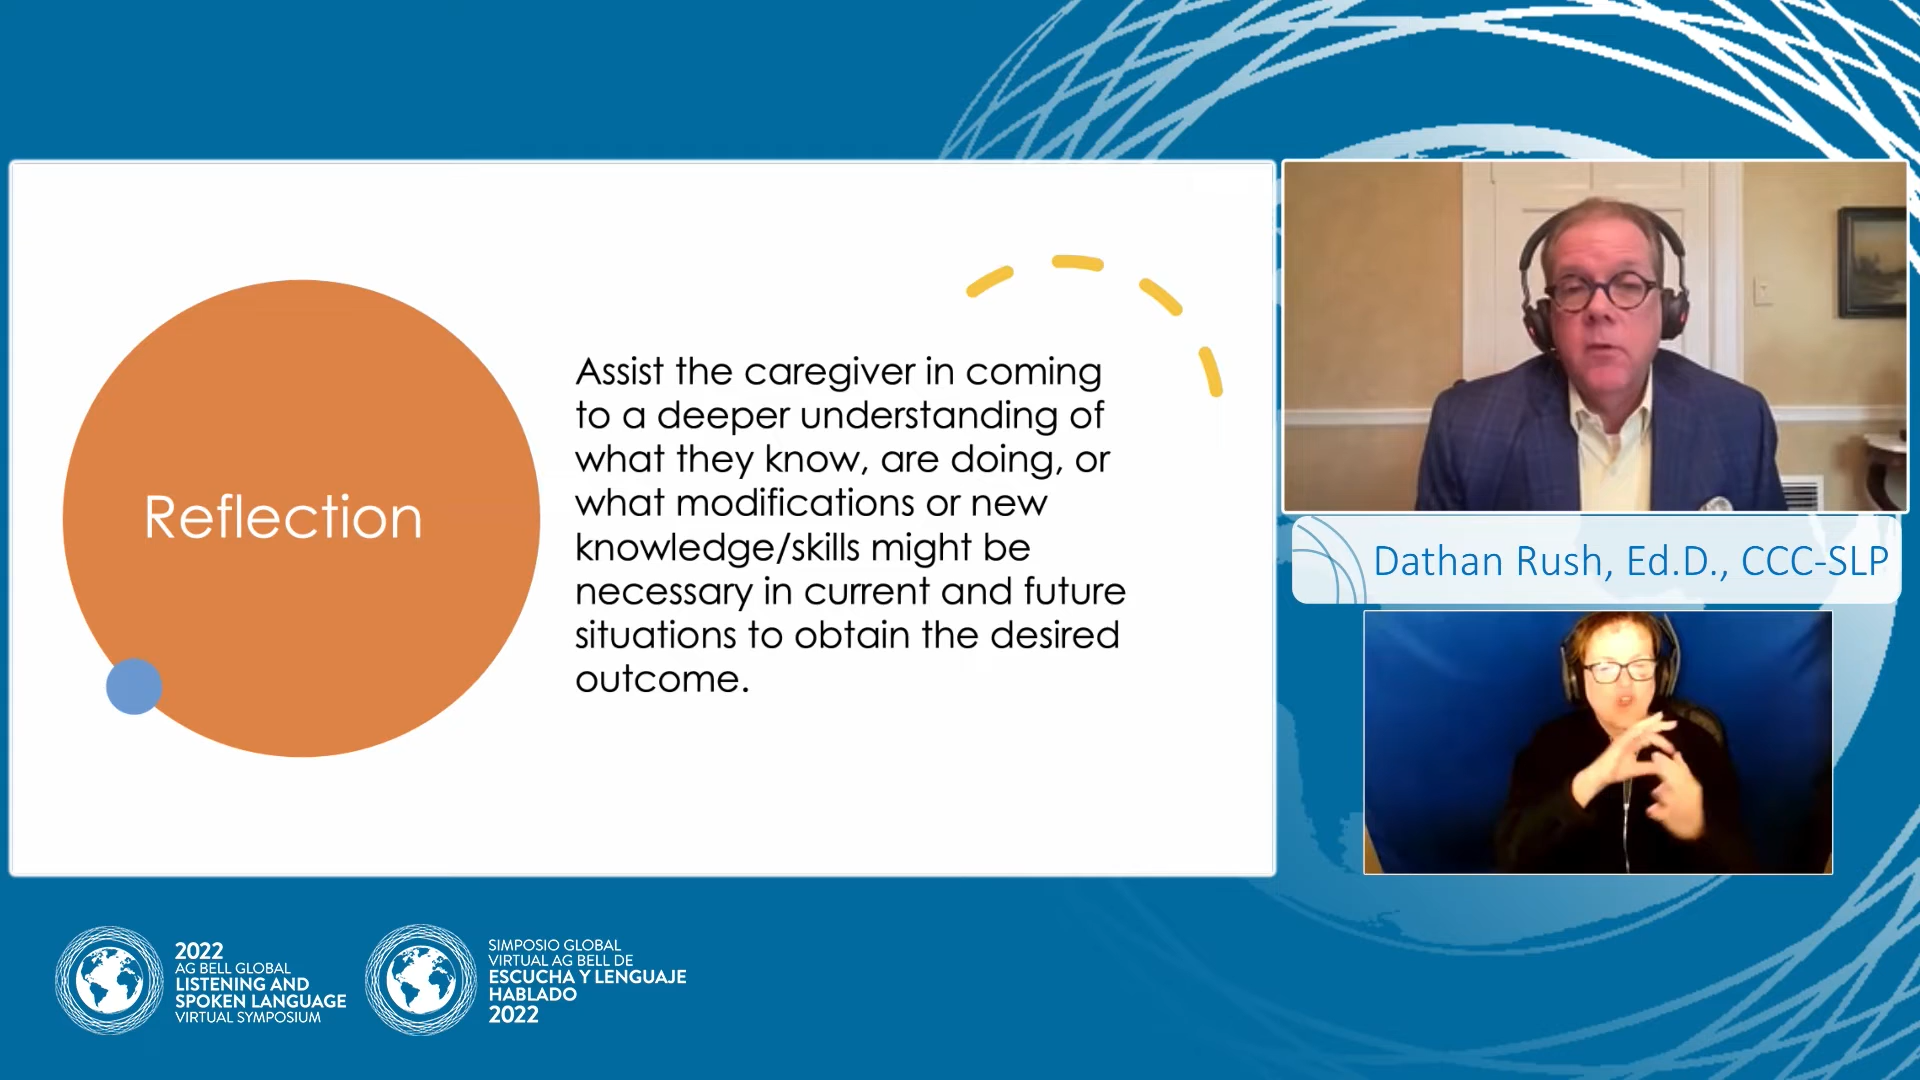 Reflection
Assist the caregiver in coming
to a deeper understanding of
what they know, are doing, or
what modifications or new
knowledge/skills might be
necessary in current and future
situations to obtain the desired
outcome.
Dathan Rush, Ed.D., CCC-SLP
2022
AG BELL GLOBAL
LISTENING AND
SPOKEN LANGUAGE
VIRTUAL SYMPOSIUM
SIMPOSIO GLOBAL
VIRTUAL AG BELL DE
ESCUCHA Y LENGUAJE
HABLADO
2022